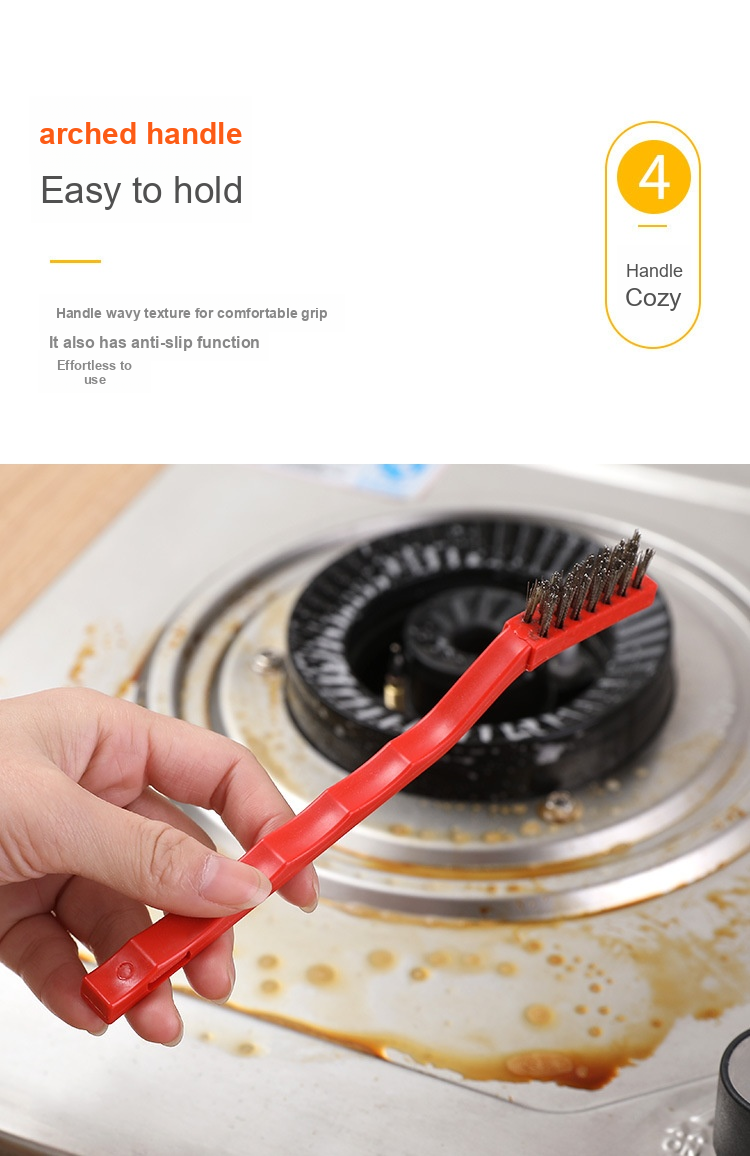 arched handle
Easy to hold
4
Handle
Cozy
Handle wavy texture for comfortable grip
It also has anti-slip function
Effortless to
use